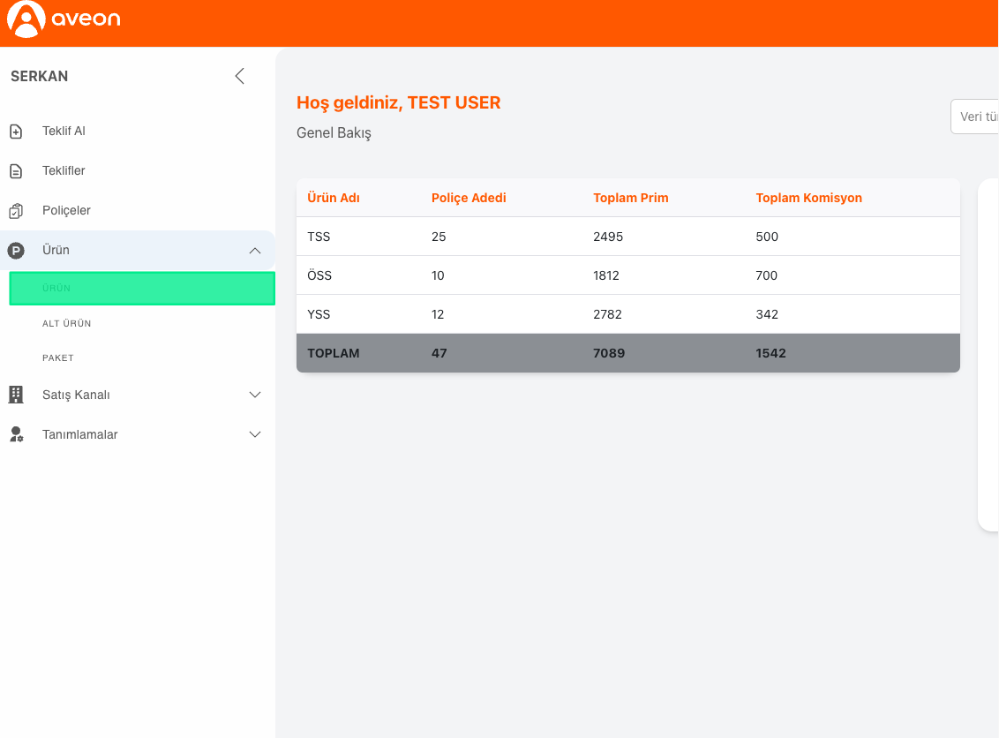 aveon
SERKAN
Teklif Al
Teklifler
Poliçeler
Ürün
ÜRÜN
ALT ÜRÜN
PAKET
Satış Kanalı
Tanımlamalar
Hoş geldiniz, TEST USER
Genel Bakış
Veri tü
Ürün Adı Poliçe Adedi Toplam Prim Toplam Komisyon
TSS 25 2495 500
ÖSS 10 1812 700
YSS 12 2782 342
TOPLAM 47 7089 1542